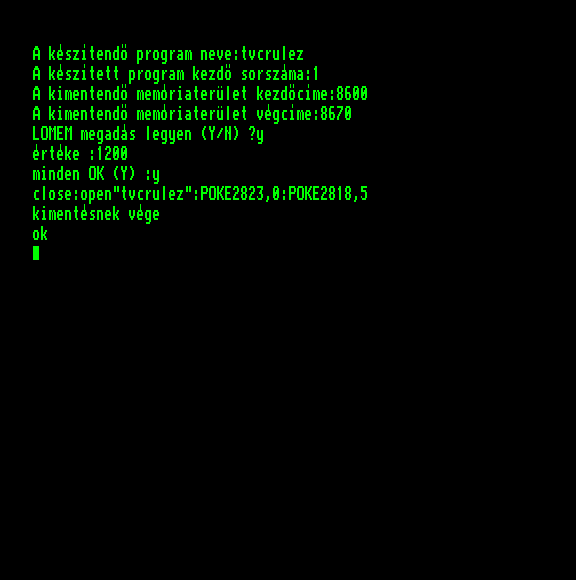 A készitendö program neve:tvcrulez
A készitett program kezdö sorszáma:1
A kimentendö memóriaterület kezdöcime:8600
A kimentendö memóriaterület végcime:8670
LOMEM megadás legyen (Y/N) ?y
értéke :1200
minden OK (Y) :y
close:open"tvcrulez":POKE2823,0:POKE2818,5
kimentésnek vége
ok